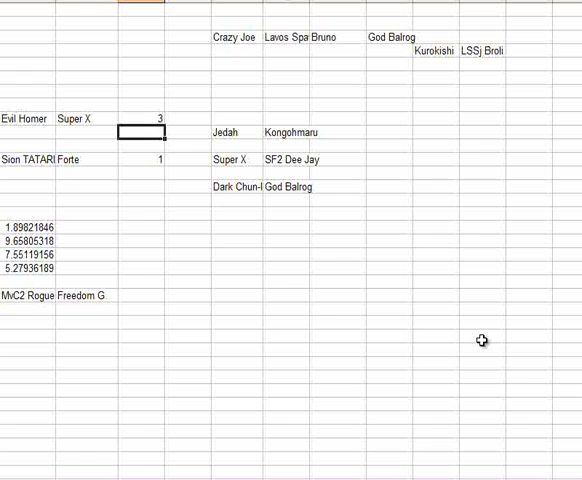 Crazy Joe Lavos Spa Bruno God Balrog
Kurokishi LSSj Broli
Evil Homer Super X 3
Jedah Kongohmaru
Sion TATARI Forte 1 Super X SF2 Dee Jay
Dark Chun-l God Balrog
1.89821846
9.65805318
7.55119156
5.27936189
MvC2 Rogue Freedom G